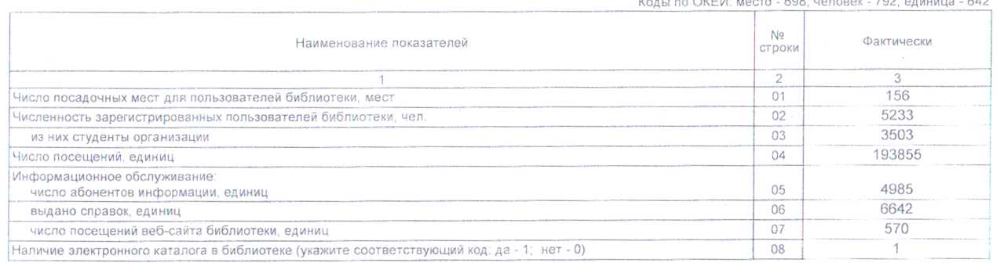 Коды по ОКЕИ: место - 698, человек - 792, единица - 642
Наименование показателей № строки Фактически
1 2 3
Число посадочных мест для пользователей библиотеки, мест 01 156
Численность зарегистрированных пользователей библиотеки, чел. 02 5233
из них студенты организации 03 3503
Число посещений, единиц 04 193855
Информационное обслуживание:
число абонентов информации, единиц 05 4985
выдано справок, единиц 06 6642
число посещений веб-сайта библиотеки, единиц 07 570
Наличие электронного каталога в библиотеке (укажите соответствующий код: да - 1; нет - 0) 08 1